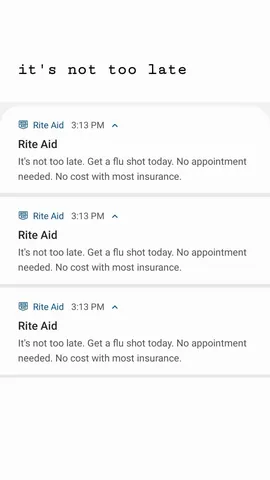 it's not too late
Rite Aid 3:13 PM
Rite Aid
It's not too late. Get a flu shot today. No appointment
needed. No cost with most insurance.
Rite Aid 3:13 PM
Rite Aid
It's not too late. Get a flu shot today. No appointment
needed. No cost with most insurance.
Rite Aid 3:13 PM
Rite Aid
It's not too late. Get a flu shot today. No appointment
needed. No cost with most insurance.